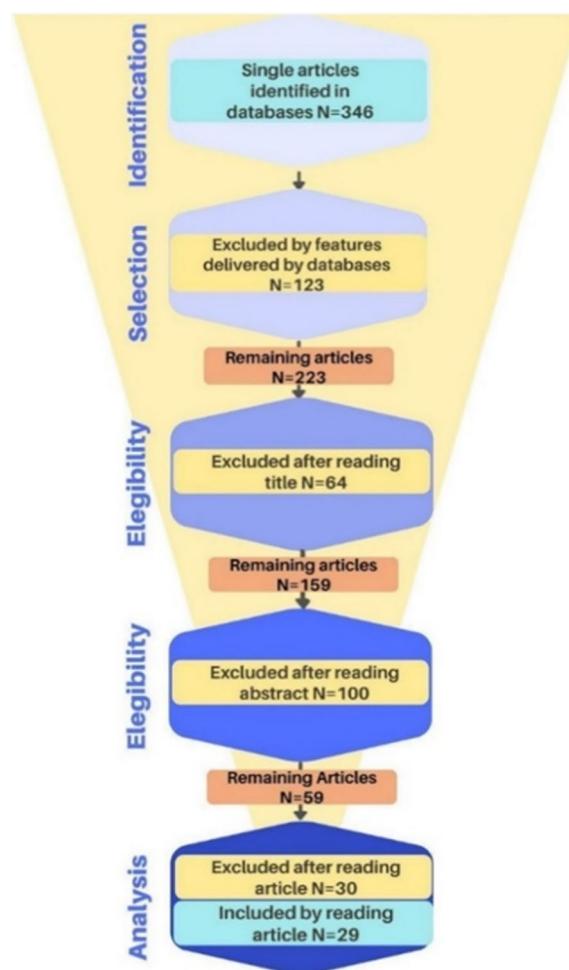 Identification
Single articles
identified in
databases N=346
Selection
Excluded by features
delivered by databases
N=123
Remaining articles
N=223
Elegibility
Excluded after reading
title N=64
Remaining articles
N=159
Elegibility
Excluded after reading
abstract N=100
Remaining Articles
N=59
Analysis
Excluded after reading
article N=30
Included by reading
article N=29